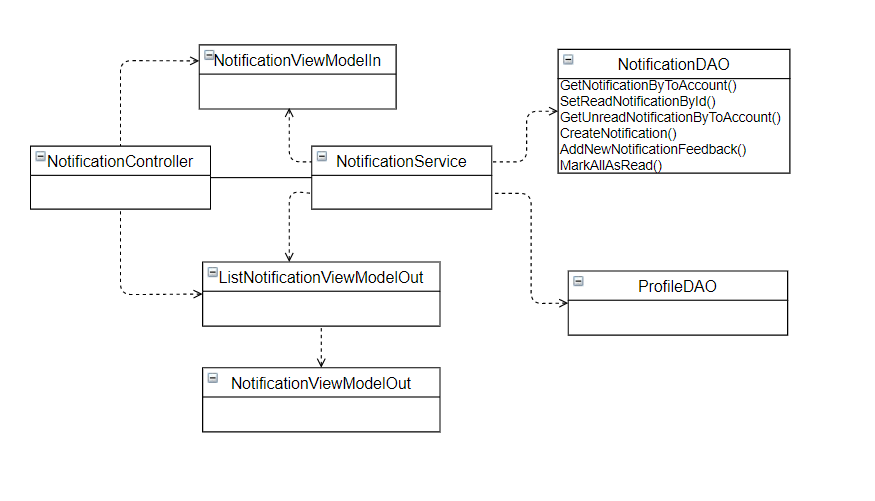 NotificationViewModelIn
NotificationDAO
GetNotificationByToAccount()
SetReadNotificationById()
GetUnreadNotificationByToAccount()
CreateNotification()
AddNewNotificationFeedback()
MarkAllAsRead()
NotificationController
NotificationService
ListNotificationViewModelOut
ProfileDAO
NotificationViewModelOut